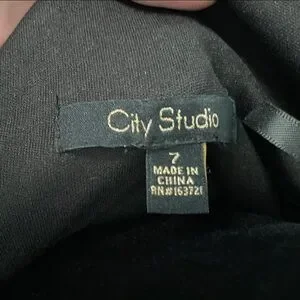 City Studio
7
MADE IN
CHINA
RN#163721